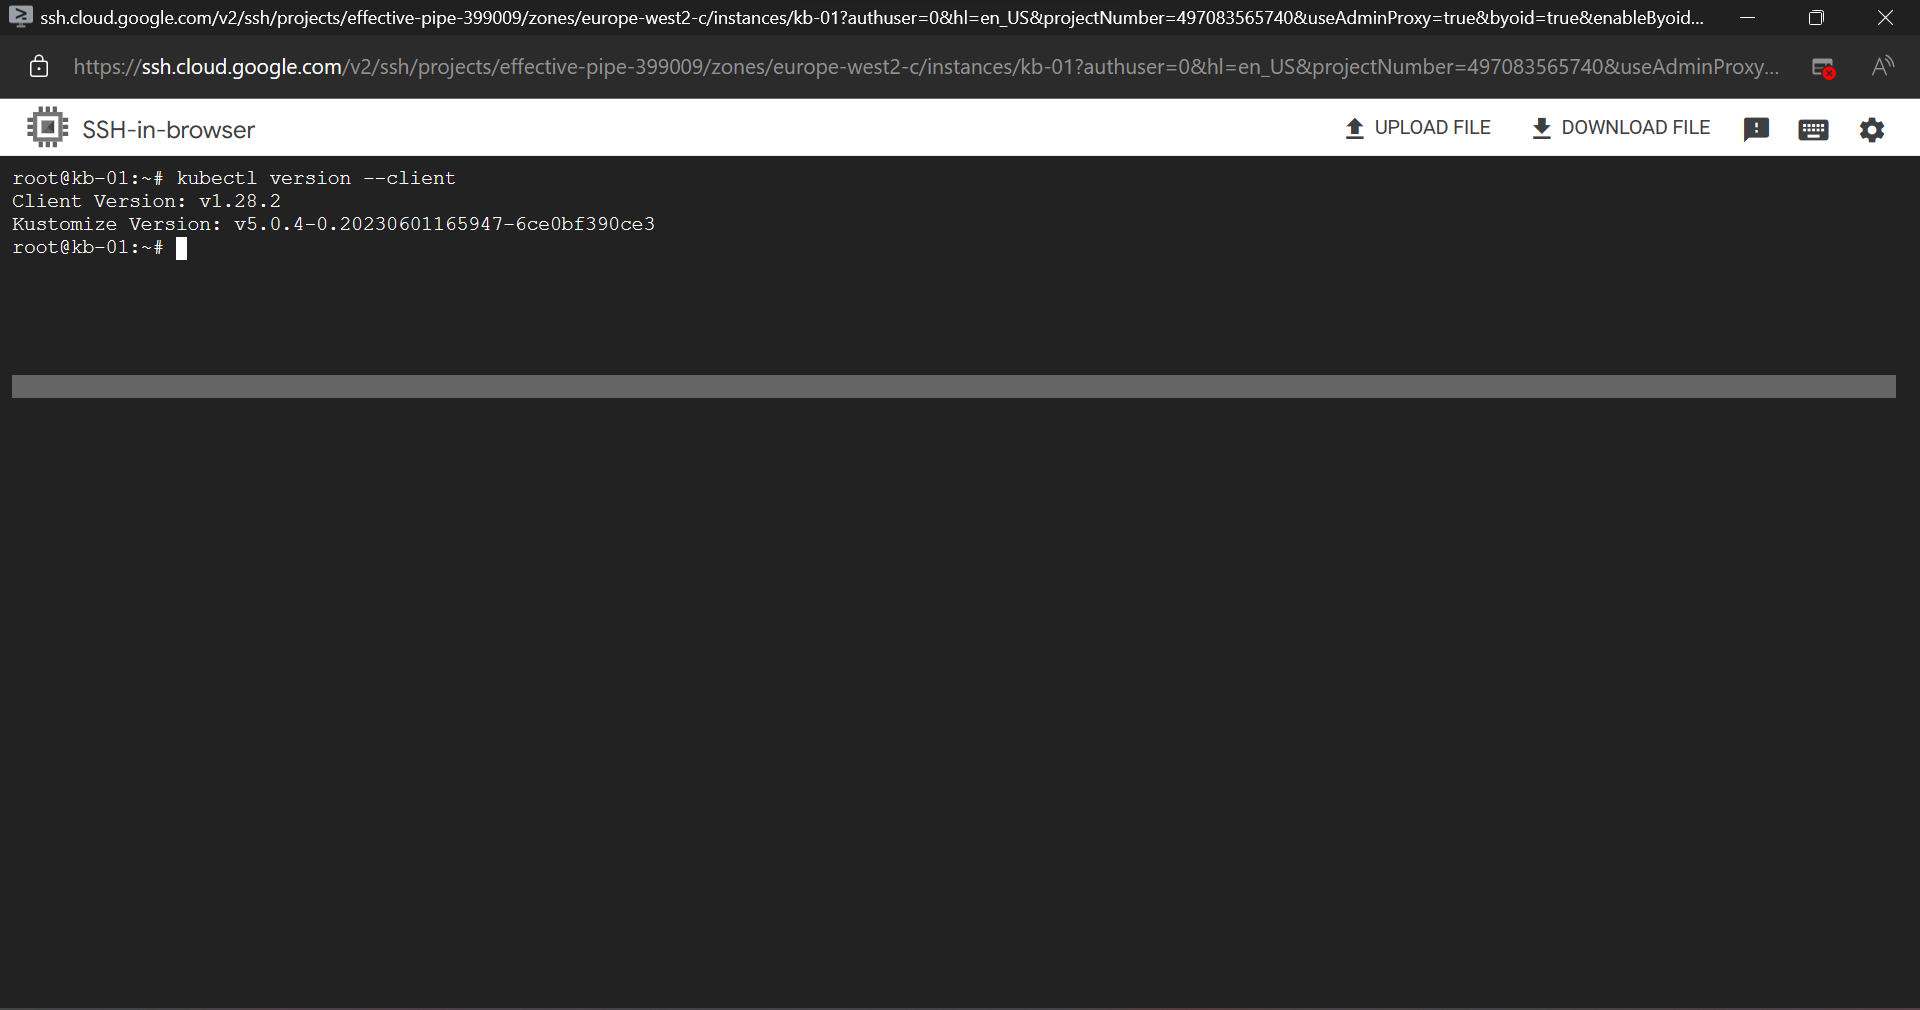 ssh.cloud.google.com/v2/ssh/projects/effective-pipe-399009/zones/europe-west2-c/instances/kb-01?authuser=0&hl=en_US&projectNumber=497083565740&useAdminProxy=true&byoid=true&enableByoid...
https://ssh.cloud.google.com/v2/ssh/projects/effective-pipe-399009/zones/europe-west2-c/instances/kb-01?authuser=0&hl=en_US&projectNumber=497083565740&useAdminProxy...
SSH-in-browser
UPLOAD FILE
DOWNLOAD FILE
root@kb-01:~# kubectl version --client
Client Version: v1.28.2
Kustomize Version: v5.0.4-0.20230601165947-6ce0bf390ce3
root@kb-01:~#